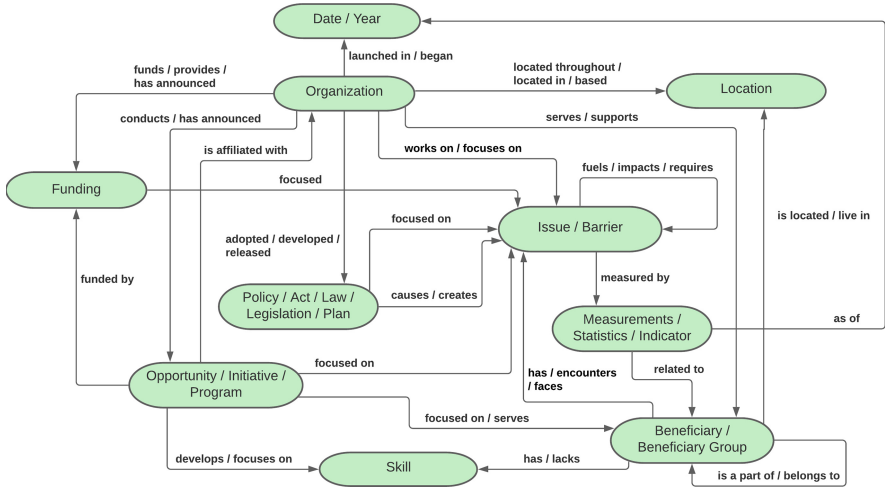 Date / Year
launched in / began
funds / provides /
has announced
Organization
located throughout /
located in / based
Location
conducts / has announced
serves / supports
is affiliated with
works on / focuses on
fuels / impacts / requires
Funding
focused
focused on
Issue / Barrier
is located / live in
adopted / developed /
released
funded by
measured by
Policy / Act / Law /
Legislation / Plan
causes / creates
Measurements /
Statistics / Indicator
as of
focused on
has / encounters
/ faces
related to
Opportunity / Initiative /
Program
focused on / serves
Beneficiary /
Beneficiary Group
develops / focuses on
Skill
has / lacks
is a part of / belongs to